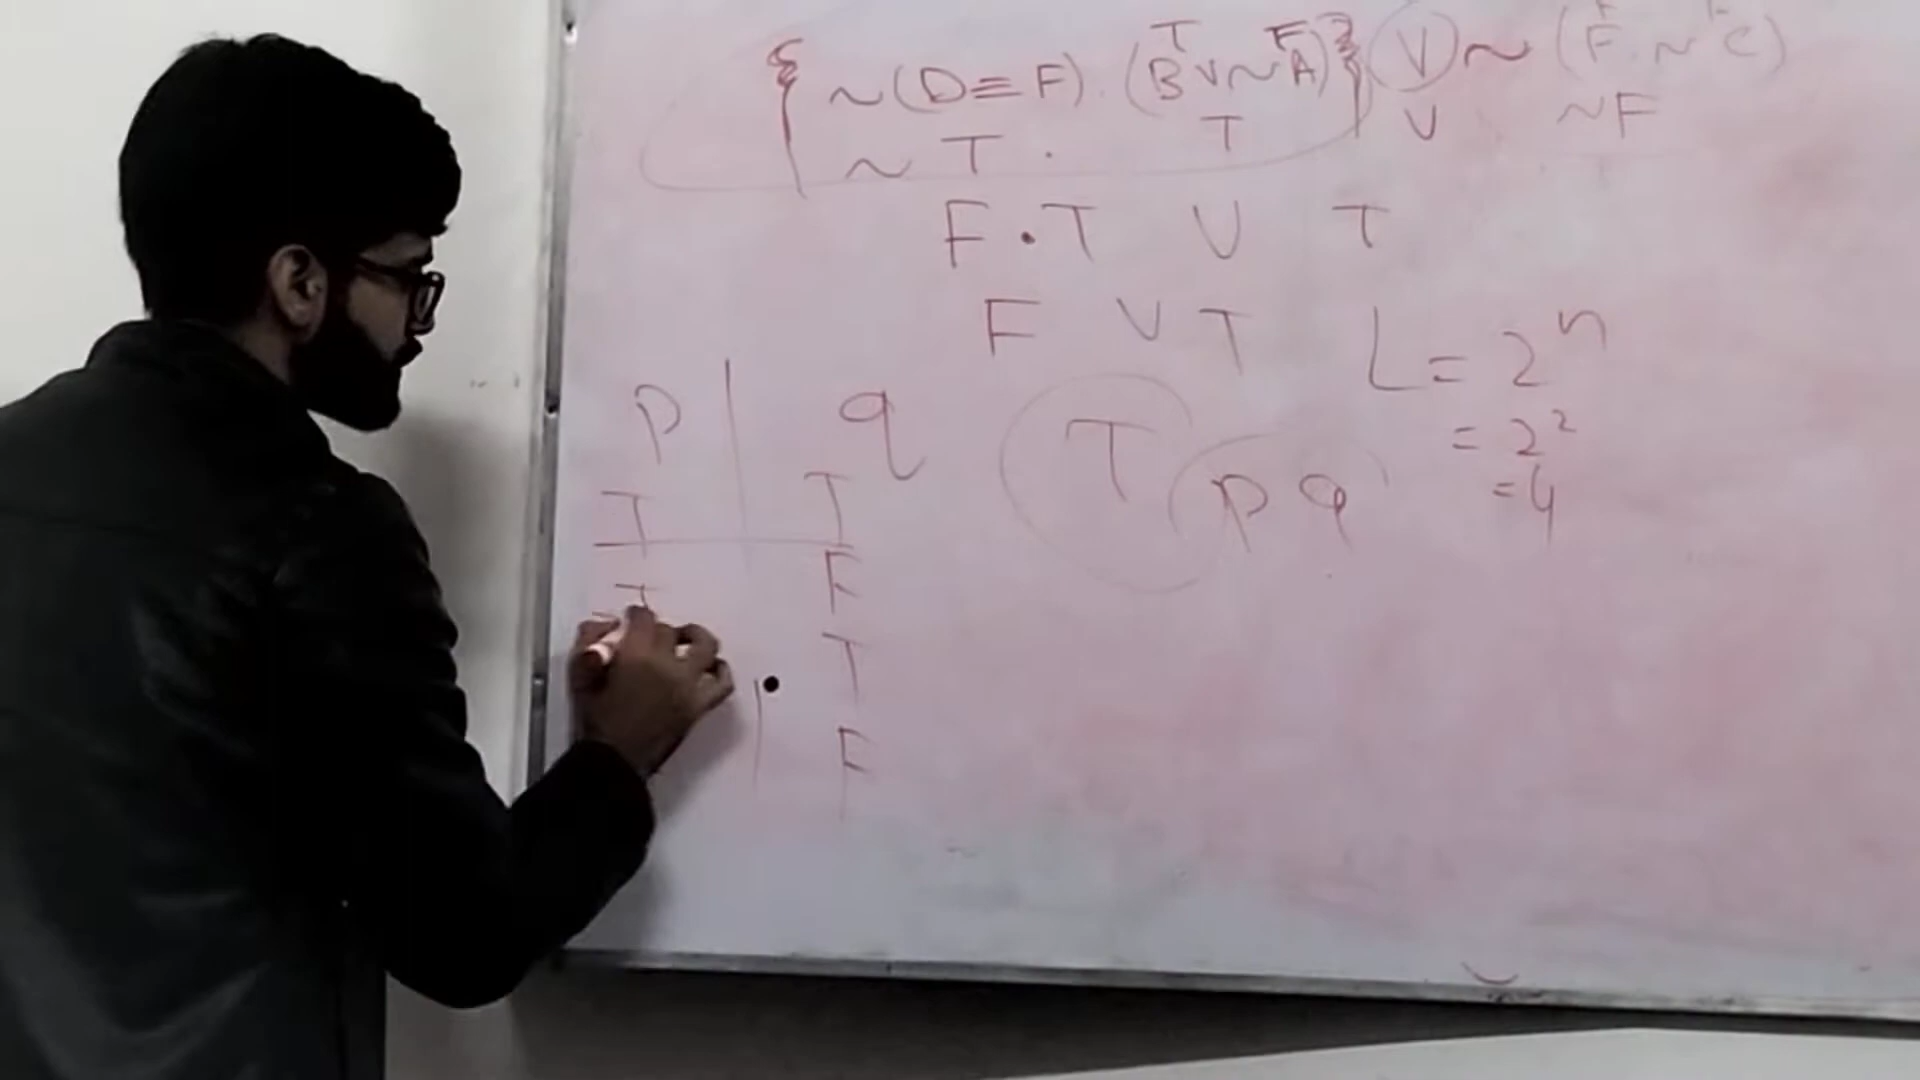 T F
{ ~(D≡F) . (B V ~A) } V ~ (F . ~ C)
~ T . T V ~F
F . T V T
F V T
L = 2ⁿ
= 2²
= 4
T
p q
p | q
T T
T F
T
F